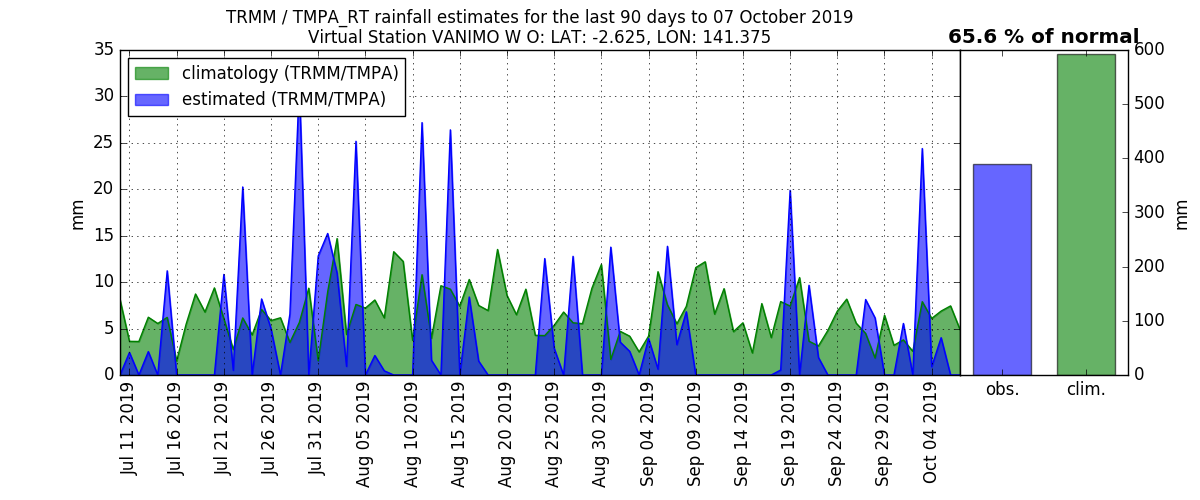 TRMM / TMPA_RT rainfall estimates for the last 90 days to 07 October 2019
Virtual Station VANIMO W O: LAT: -2.625, LON: 141.375
65.6 % of normal
climatology (TRMM/TMPA)
estimated (TRMM/TMPA)
mm
35
30
25
20
15
10
5
0
Jul 11 2019
Jul 16 2019
Jul 21 2019
Jul 26 2019
Jul 31 2019
Aug 05 2019
Aug 10 2019
Aug 15 2019
Aug 20 2019
Aug 25 2019
Aug 30 2019
Sep 04 2019
Sep 09 2019
Sep 14 2019
Sep 19 2019
Sep 24 2019
Sep 29 2019
Oct 04 2019
obs.
clim.
600
500
400
300
200
100
0
mm